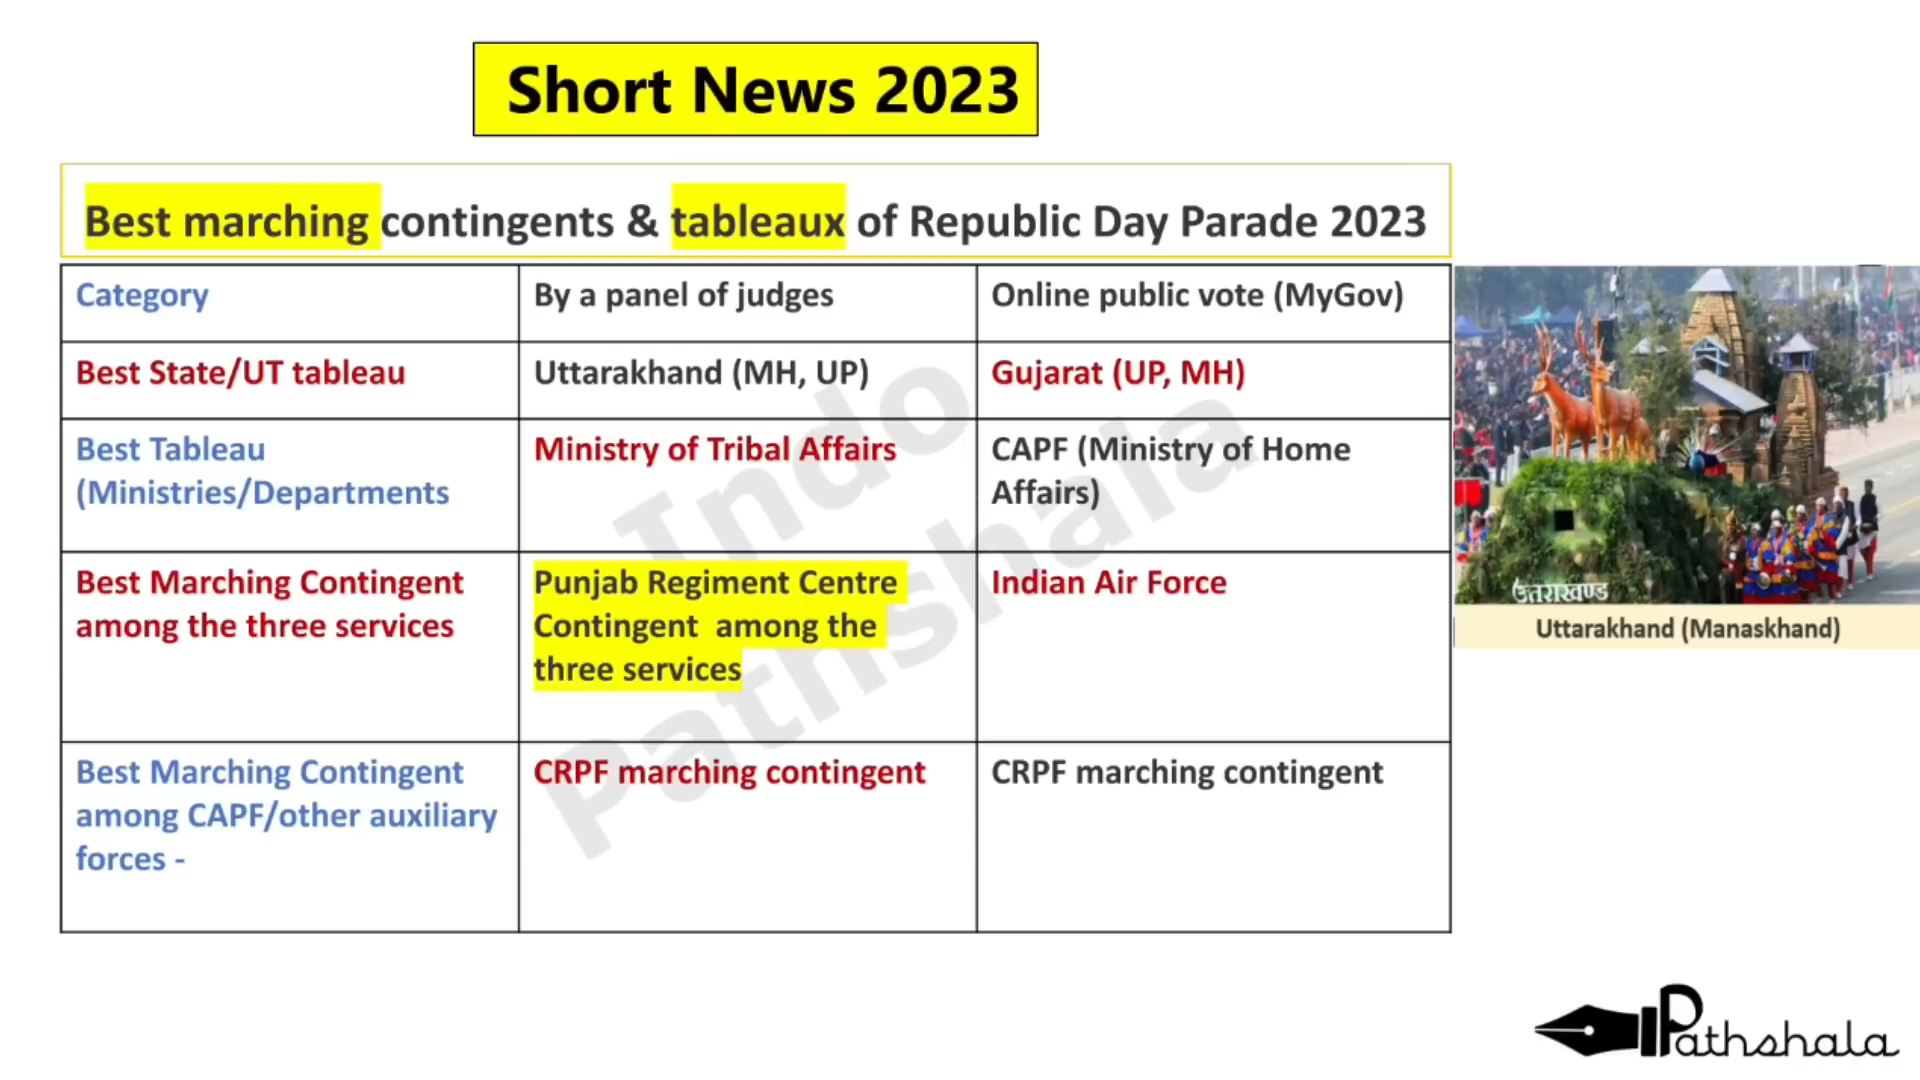 Short News 2023
Best marching contingents & tableaux of Republic Day Parade 2023
Category
By a panel of judges
Online public vote (MyGov)
Best State/UT tableau
Uttarakhand (MH, UP)
Gujarat (UP, MH)
Best Tableau
(Ministries/Departments
Ministry of Tribal Affairs
CAPF (Ministry of Home
Affairs)
Best Marching Contingent
among the three services
Punjab Regiment Centre
Contingent among the
three services
Indian Air Force
Best Marching Contingent
among CAPF/other auxiliary
forces -
CRPF marching contingent
CRPF marching contingent
Indo
Pathshala
उत्तराखण्ड
Uttarakhand (Manaskhand)
Pathshala